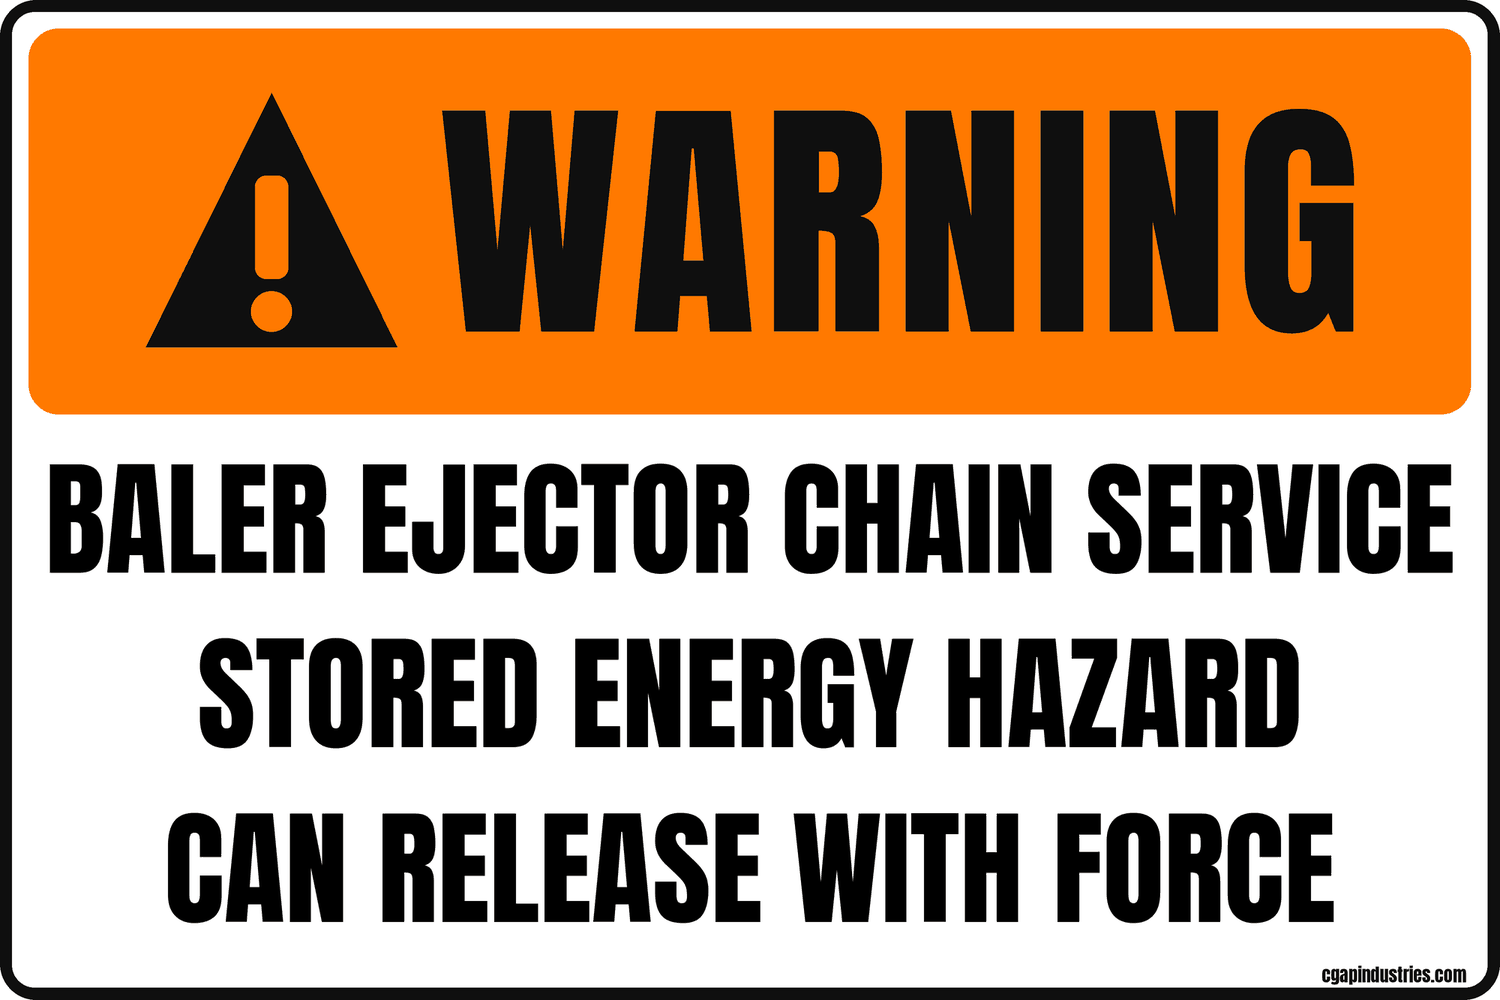 WARNING
BALER EJECTOR CHAIN SERVICE
STORED ENERGY HAZARD
CAN RELEASE WITH FORCE
cgapindustries.com